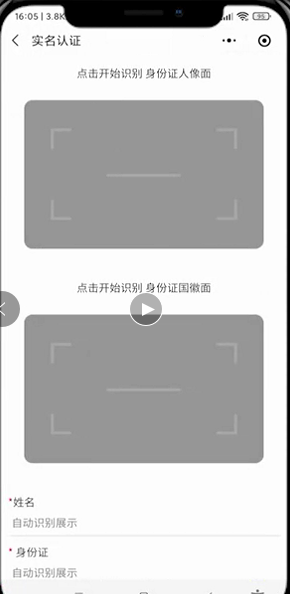 16:05 | 3.8K
95
实名认证
点击开始识别 身份证人像面
点击开始识别 身份证国徽面
*姓名
自动识别展示
*身份证
自动识别展示